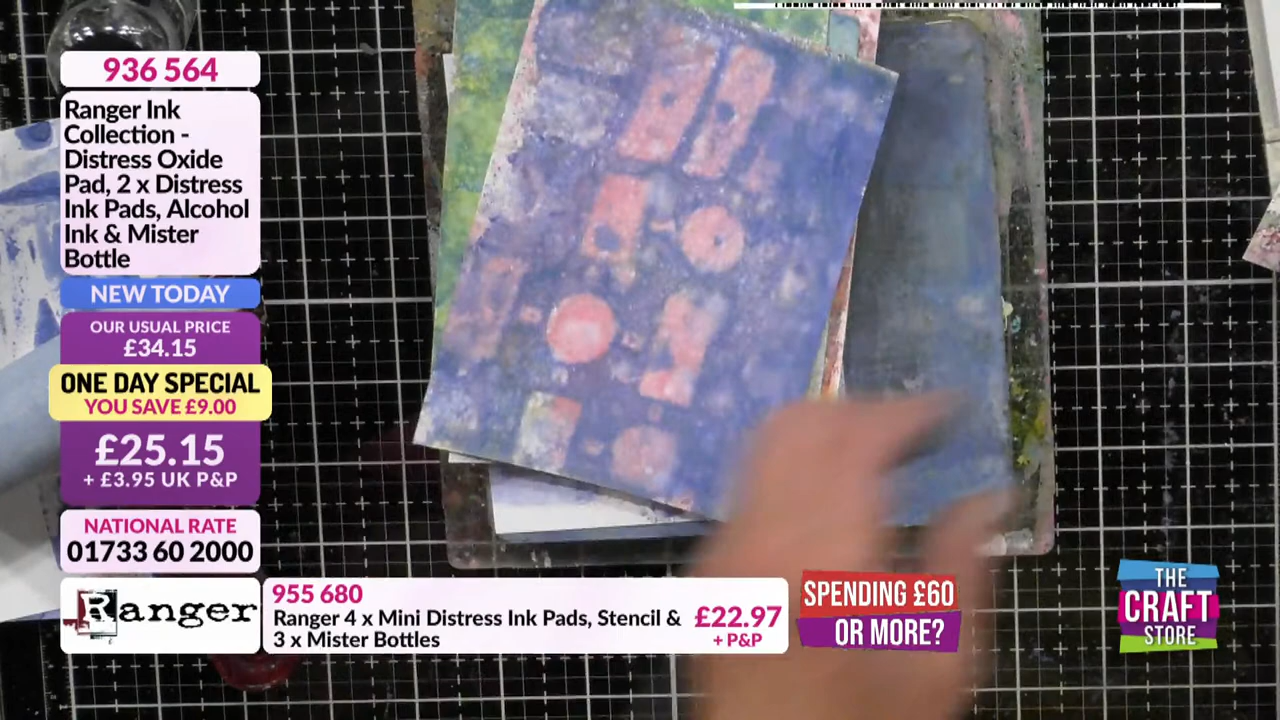 936 564
Ranger Ink
Collection -
Distress Oxide
Pad, 2 x Distress
Ink Pads, Alcohol
Ink & Mister
Bottle
NEW TODAY
OUR USUAL PRICE
£34.15
ONE DAY SPECIAL
YOU SAVE £9.00
£25.15
+ £3.95 UK P&P
NATIONAL RATE
01733 60 2000
Ranger
955 680
Ranger 4 x Mini Distress Ink Pads, Stencil &
3 x Mister Bottles
£22.97
+ P&P
SPENDING £60
OR MORE?
THE
CRAFT
STORE